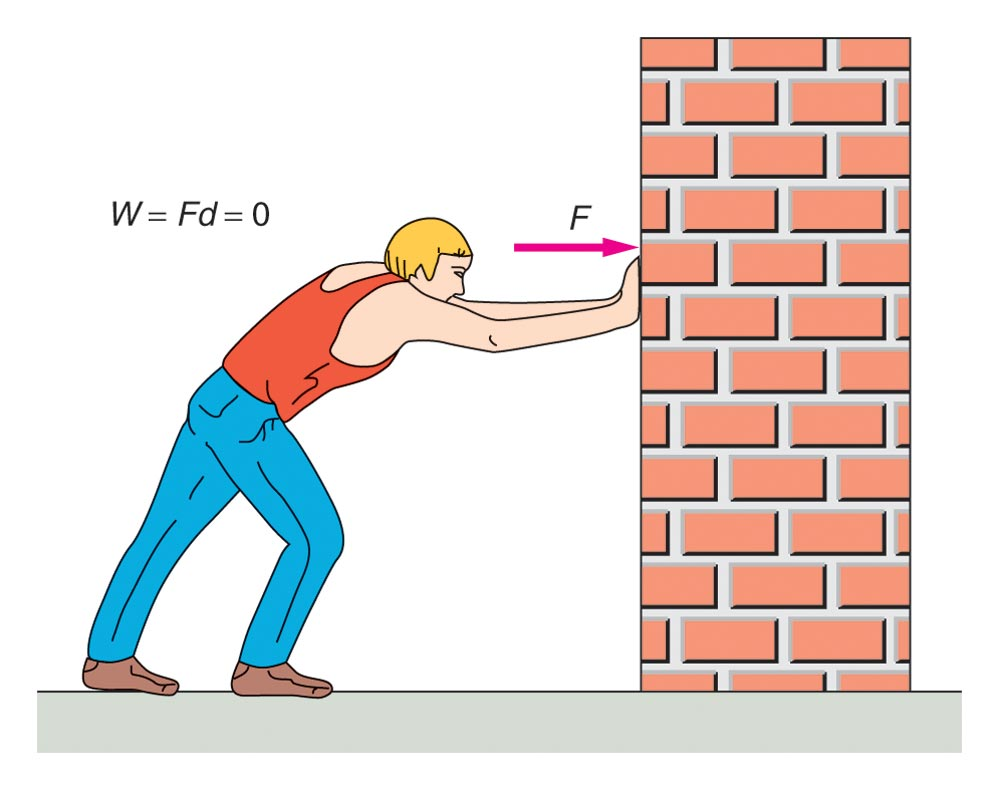 W = Fd = 0
F